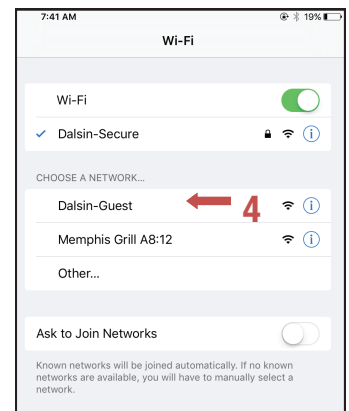 7:41 AM 19%
Wi-Fi
Wi-Fi
Dalsin-Secure
CHOOSE A NETWORK...
Dalsin-Guest 4
Memphis Grill A8:12
Other...
Ask to Join Networks
Known networks will be joined automatically. If no known
networks are available, you will have to manually select a
network.